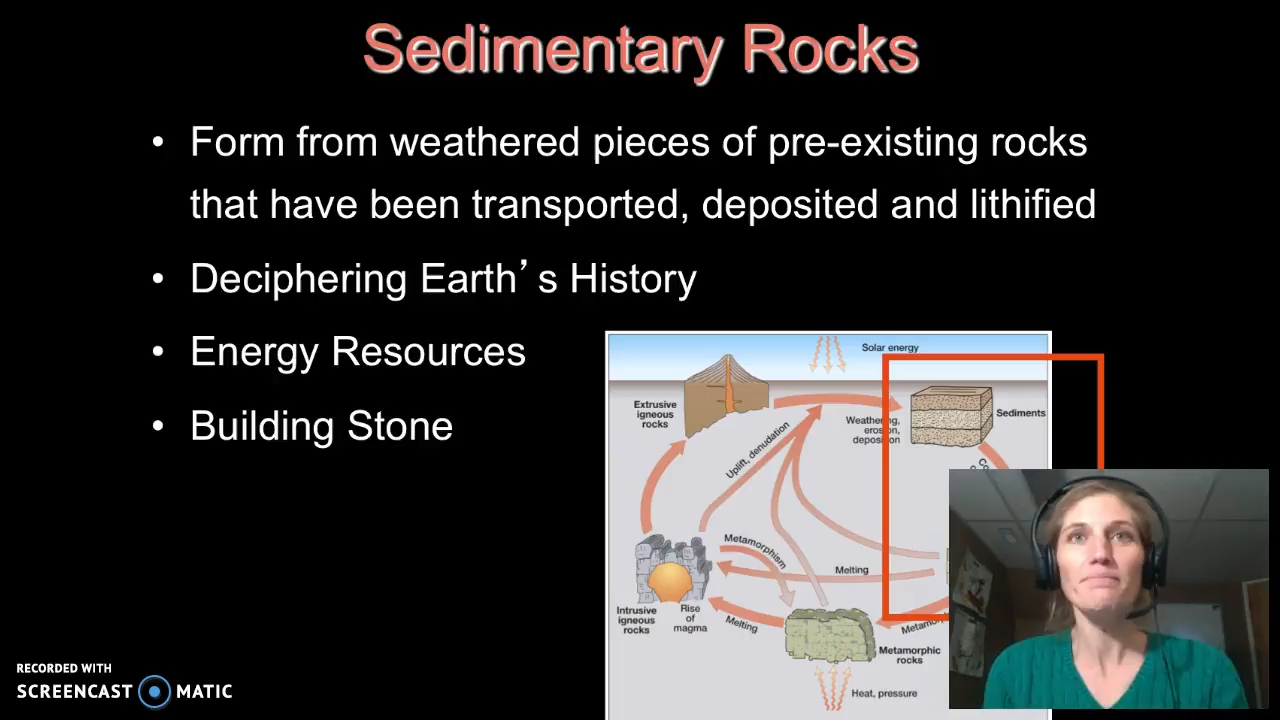 Sedimentary Rocks
• Form from weathered pieces of pre-existing rocks
that have been transported, deposited and lithified
• Deciphering Earth’s History
• Energy Resources
• Building Stone
Solar energy
Extrusive
igneous
rocks
Weathering,
erosion,
deposition
Sediments
Uplift, denudation
Metamorphism
Melting
Intrusive
igneous
rocks
Rise
of
magma
Melting
Metamorphic
rocks
Heat, pressure
RECORDED WITH
SCREENCAST MATIC